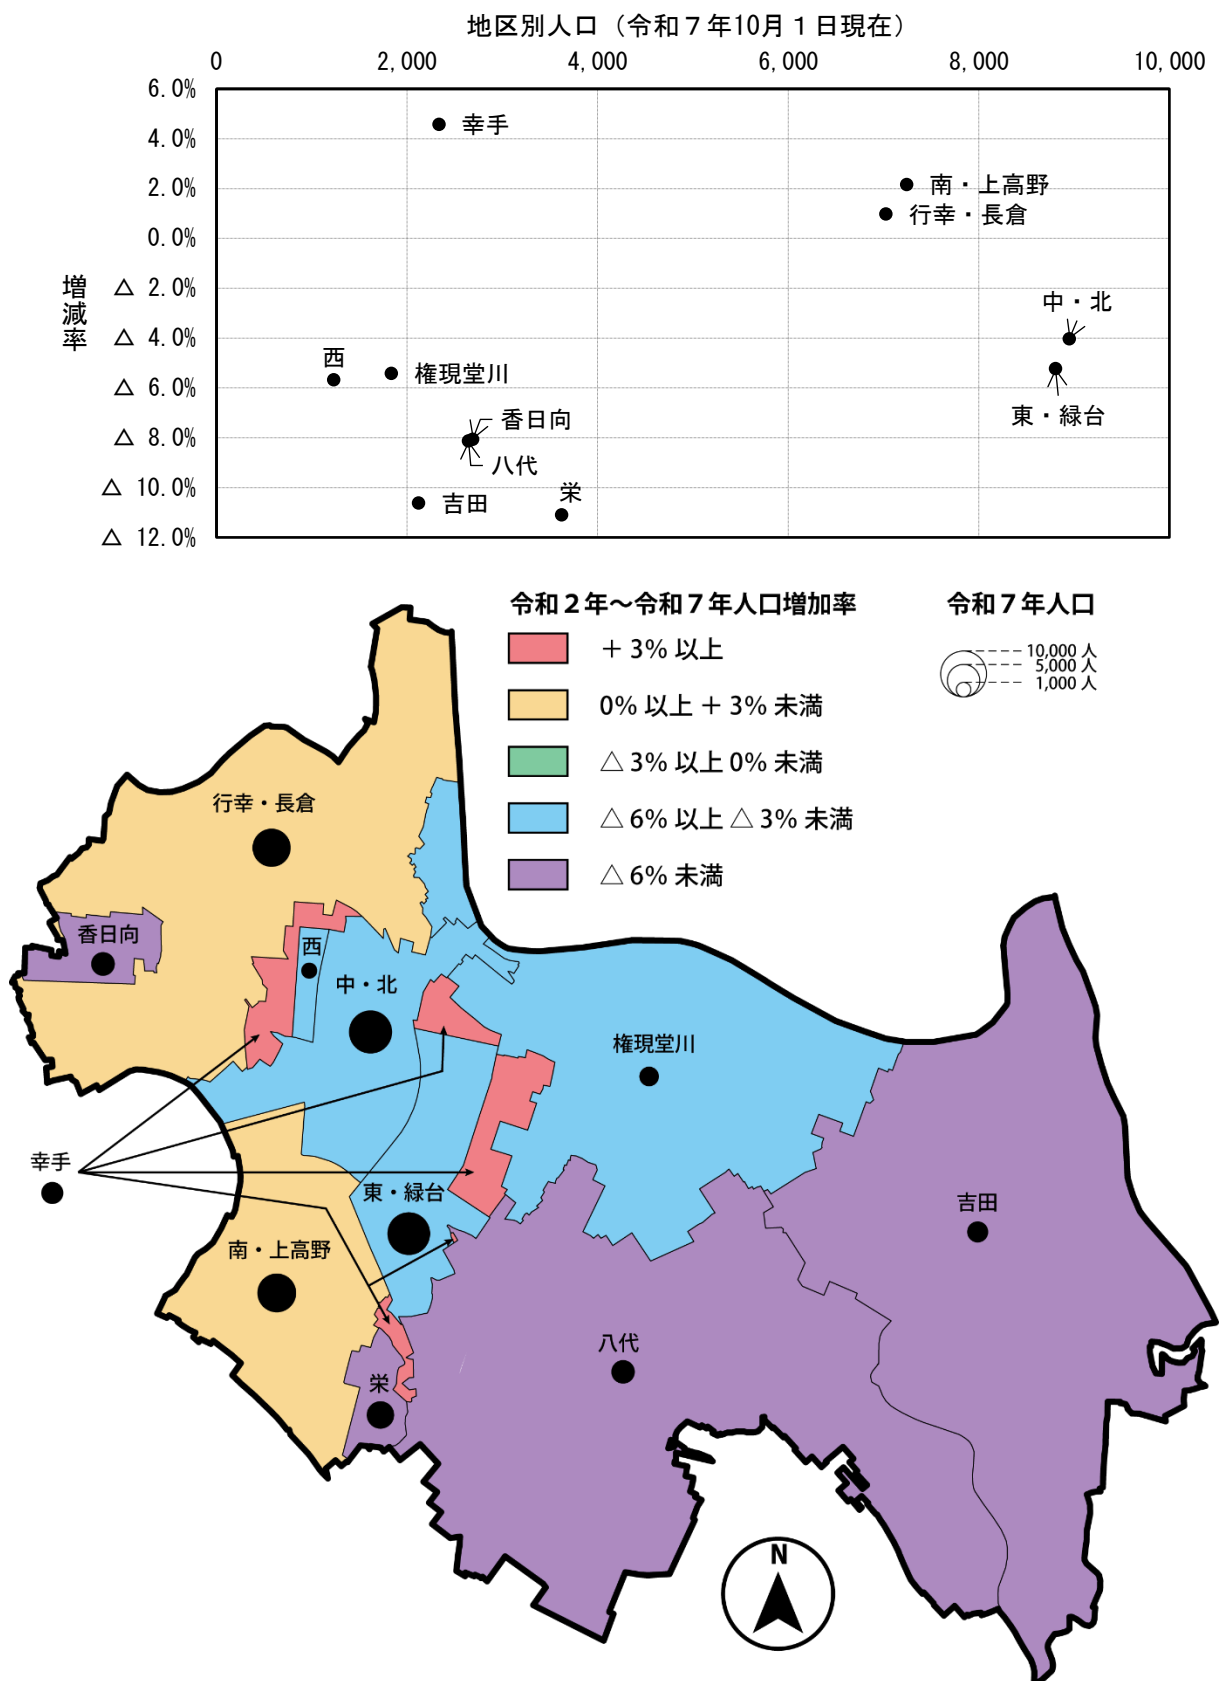 地区別人口（令和７年10月１日現在）
0 2,000 4,000 6,000 8,000 10,000
6.0%
4.0%
2.0%
0.0%
△ 2.0%
△ 4.0%
△ 6.0%
△ 8.0%
△ 10.0%
△ 12.0%
増減率
幸手
南・上高野
行幸・長倉
中・北
西
権現堂川
東・緑台
香日向
八代
吉田
栄
令和２年～令和７年人口増加率
＋3% 以上
0% 以上＋3% 未満
△3% 以上 0% 未満
△6% 以上△3% 未満
△6% 未満
令和７年人口
10,000 人
5,000 人
1,000 人
行幸・長倉
香日向
西
中・北
権現堂川
幸手
東・緑台
吉田
南・上高野
八代
栄
N